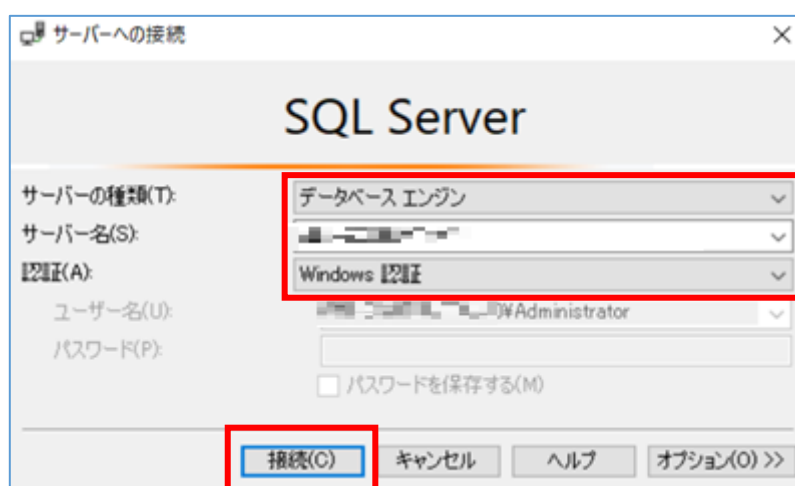 サーバーへの接続
SQL Server
サーバーの種類(T): データベース エンジン
サーバー名(S):
認証(A): Windows 認証
ユーザー名(U): ¥Administrator
パスワード(P):
パスワードを保存する(M)
接続(C) キャンセル ヘルプ オプション(O) >>